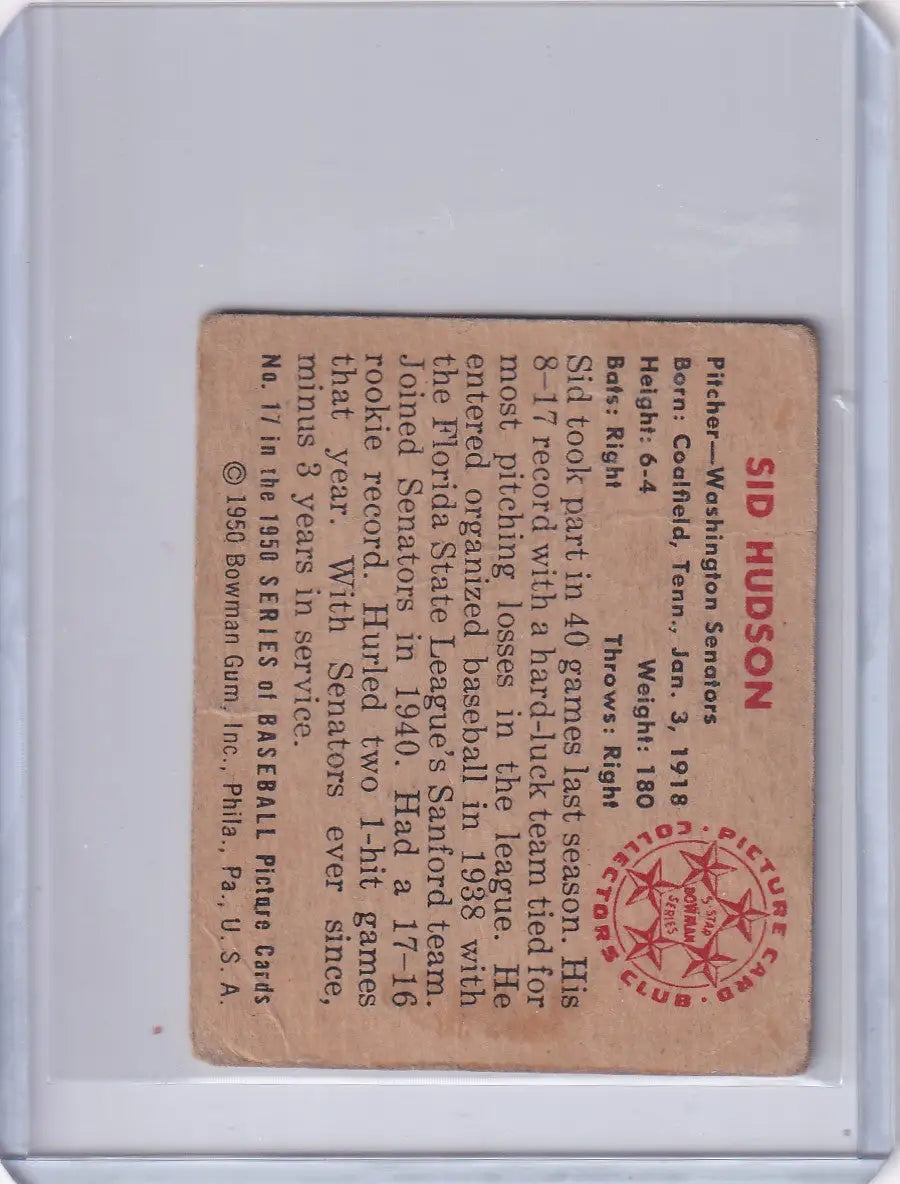 SID HUDSON
Pitcher—Washington Senators
Born: Coalfield, Tenn., Jan. 3, 1918
Height: 6-4 Weight: 180
Bats: Right Throws: Right
PICTURE CARD
COLLECTORS CLUB
5-STAR
BOWMAN
SERIES
Sid took part in 40 games last season. His
8–17 record with a hard-luck team tied for
most pitching losses in the league. He
entered organized baseball in 1938 with
the Florida State League's Sanford team.
Joined Senators in 1940. Had a 17–16
rookie record. Hurled two 1-hit games
that year. With Senators ever since,
minus 3 years in service.
No. 17 in the 1950 SERIES of BASEBALL Picture Cards
© 1950 Bowman Gum, Inc., Phila., Pa., U. S. A.